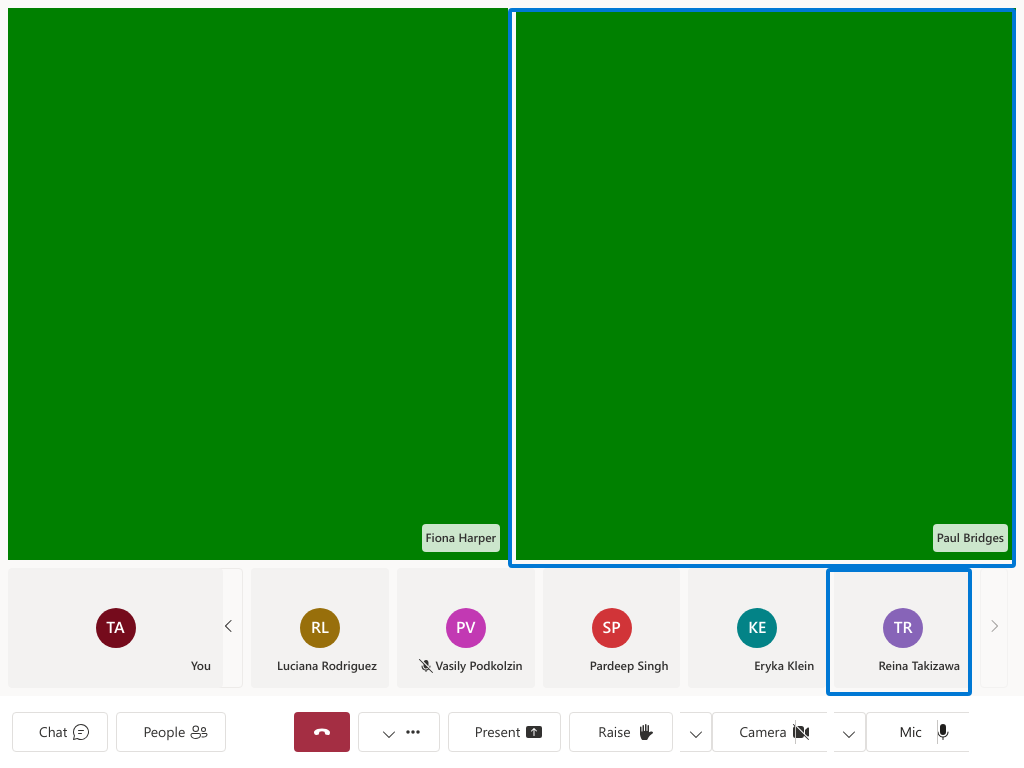 Fiona Harper
Paul Bridges
TA
You
RL
Luciana Rodriguez
PV
Vasily Podkolzin
SP
Pardeep Singh
KE
Eryka Klein
TR
Reina Takizawa
Chat
People
Present
Raise
Camera
Mic